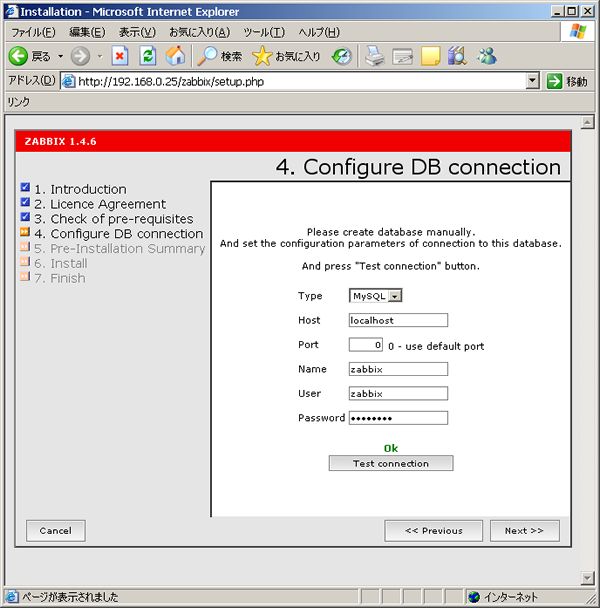 Installation - Microsoft Internet Explorer
ファイル(F) 編集(E) 表示(V) お気に入り(A) ツール(T) ヘルプ(H)
戻る 検索 お気に入り
アドレス(D) http://192.168.0.25/zabbix/setup.php 移動
リンク
ZABBIX 1.4.6
4. Configure DB connection
1. Introduction
2. Licence Agreement
3. Check of pre-requisites
4. Configure DB connection
5. Pre-Installation Summary
6. Install
7. Finish
Please create database manually.
And set the configuration parameters of connection to this database.
And press "Test connection" button.
Type MySQL
Host localhost
Port 0 0 - use default port
Name zabbix
User zabbix
Password ••••••••
Ok
Test connection
Cancel << Previous Next >>
ページが表示されました インターネット